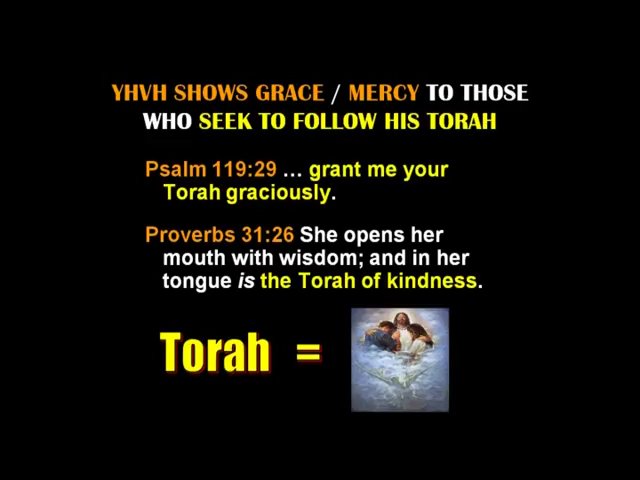 YHVH SHOWS GRACE / MERCY TO THOSE
WHO SEEK TO FOLLOW HIS TORAH
Psalm 119:29 … grant me your
Torah graciously.
Proverbs 31:26 She opens her
mouth with wisdom; and in her
tongue is the Torah of kindness.
Torah =